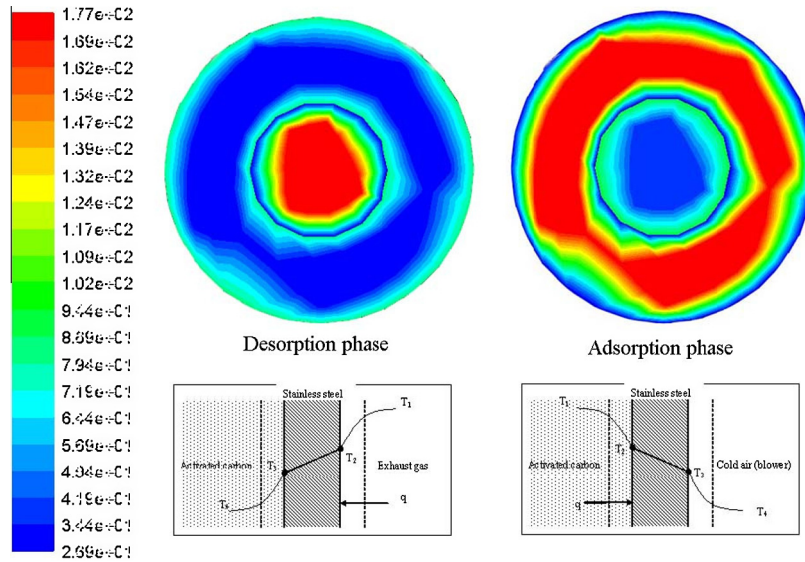 1.77e+02
1.69e+02
1.62e+02
1.54e+02
1.47e+02
1.39e+02
1.32e+02
1.24e+02
1.17e+02
1.09e+02
1.02e+02
9.44e+01
8.69e+01
7.94e+01
7.19e+01
6.44e+01
5.69e+01
4.94e+01
4.19e+01
3.44e+01
2.69e+01
Desorption phase
Adsorption phase
Stainless steel
T1
T2
T3
Activated carbon
Exhaust gas
T4
q
Stainless steel
T1
T2
Activated carbon
T3
Cold air (blower)
q
T4